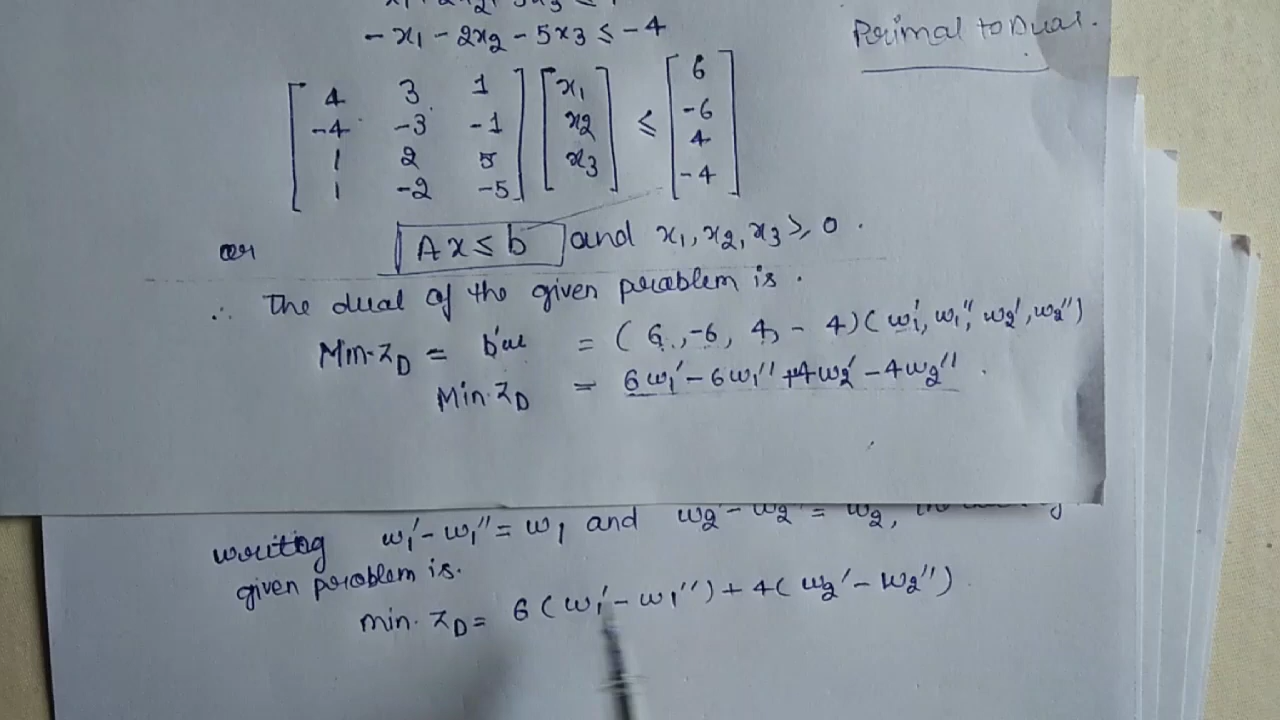 - x1 - 2x2 - 5x3 ≤ -4
Primal to Dual.
[ 4 3 1 ] [ x1 ] [ 6 ]
[ -4 -3 -1 ] [ x2 ] ≤ [ -6 ]
[ 1 2 5 ] [ x3 ] [ 4 ]
[ 1 -2 -5 ] [ -4 ]
or Ax ≤ b and x1, x2, x3 ≥ 0.
∴ The dual of the given problem is.
Min. ZD = b'w = (6, -6, 4, -4)(w1', w1'', w2', w2'')
Min. ZD = 6w1' - 6w1'' + 4w2' - 4w2''.
writing w1' - w1'' = w1 and w2' - w2 = w2,
given problem is.
min. ZD = 6(w1' - w1'') + 4(w2' - w2'')